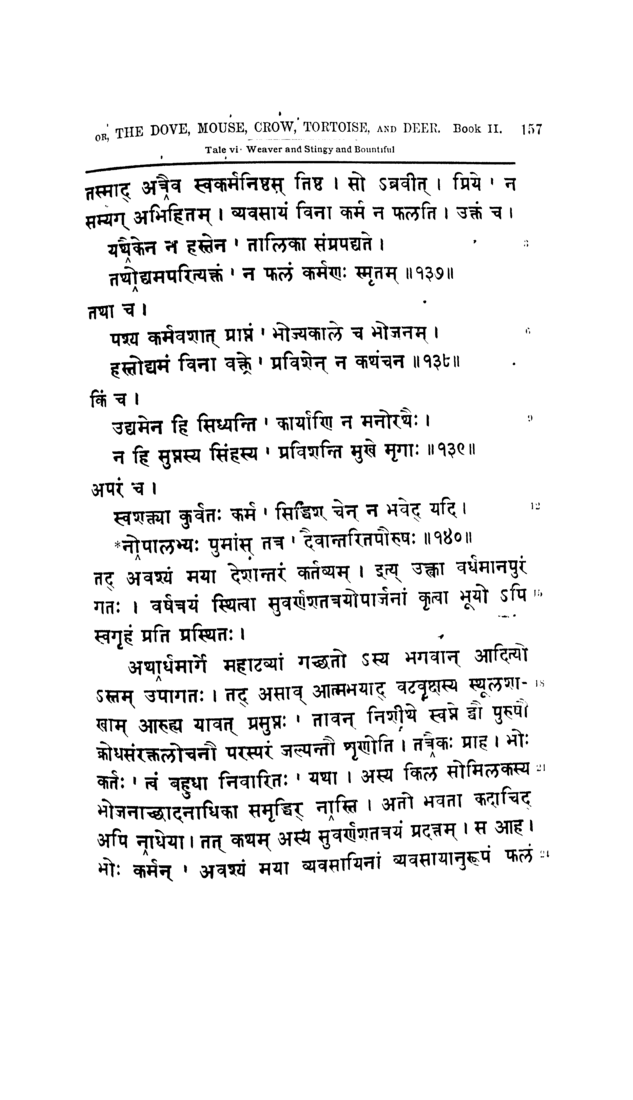 OR, THE DOVE, MOUSE, CROW, TORTOISE, AND DEER. Book II. 157
Tale vi· Weaver and Stingy and Bountiful
तस्माद् अत्रैव स्वकर्मनिष्ठस् तिष्ठ । सो ऽब्रवीत् । प्रिये ' न
सम्यग् अभिहितम् । व्यवसायं विना कर्म न फलति । उक्तं च ।
यथैकेन न हस्तेन ' तालिका संप्रपद्यते । 3
तथोद्यमपरित्यक्तं ' न फलं कर्मणः स्मृतम् ॥१३७॥
तथा च ।
पश्य कर्मवशात् प्राप्तं ' भोज्यकाले च भोजनम् । 6
हस्तोद्यमं विना वक्त्रे ' प्रविशेन् न कथंचन ॥१३८॥
किं च ।
उद्यमेन हि सिध्यन्ति ' कार्याणि न मनोरथैः । 9
न हि सुप्तस्य सिंहस्य ' प्रविशन्ति मुखे मृगाः ॥१३९॥
अपरं च ।
स्वशक्त्या कुर्वतः कर्म ' सिद्धिश् चेन् न भवेद् यदि । 12
*नोपालभ्यः पुमांस् तत्र ' दैवान्तरितपौरुषः ॥१४०॥
तद् अवश्यं मया देशान्तरं कर्तव्यम् । इत्य् उक्त्वा वर्धमानपुरं
गतः । वर्षत्रयं स्थित्वा सुवर्णशतत्रयोपार्जनां कृत्वा भूयो ऽपि 15
स्वगृहं प्रति प्रस्थितः ।
अथार्धमार्गे महाटव्यां गच्छतो ऽस्य भगवान् आदित्यो
ऽस्तम् उपागतः । तद् असाव् आत्मभयाद् वटवृक्षस्य स्थूलशा- 18
खाम् आरुह्य यावत् प्रसुप्तः ' तावन् निशीथे स्वप्ने द्वौ पुरुषौ
क्रोधसंरक्तलोचनौ परस्परं जल्पन्तौ शृणोति । तत्रैकः प्राह । भोः
कर्तः ' त्वं बहुधा निवारितः ' यथा । अस्य किल सोमिलकस्य 21
भोजनाच्छादनाधिका समृद्धिर् नास्ति । अतो भवता कदाचिद्
अपि नाधेया । तत् कथम् अस्य सुवर्णशतत्रयं प्रदत्तम् । स आह ।
भोः कर्मन् ' अवश्यं मया व्यवसायिनां व्यवसायानुरूपं फलं 24